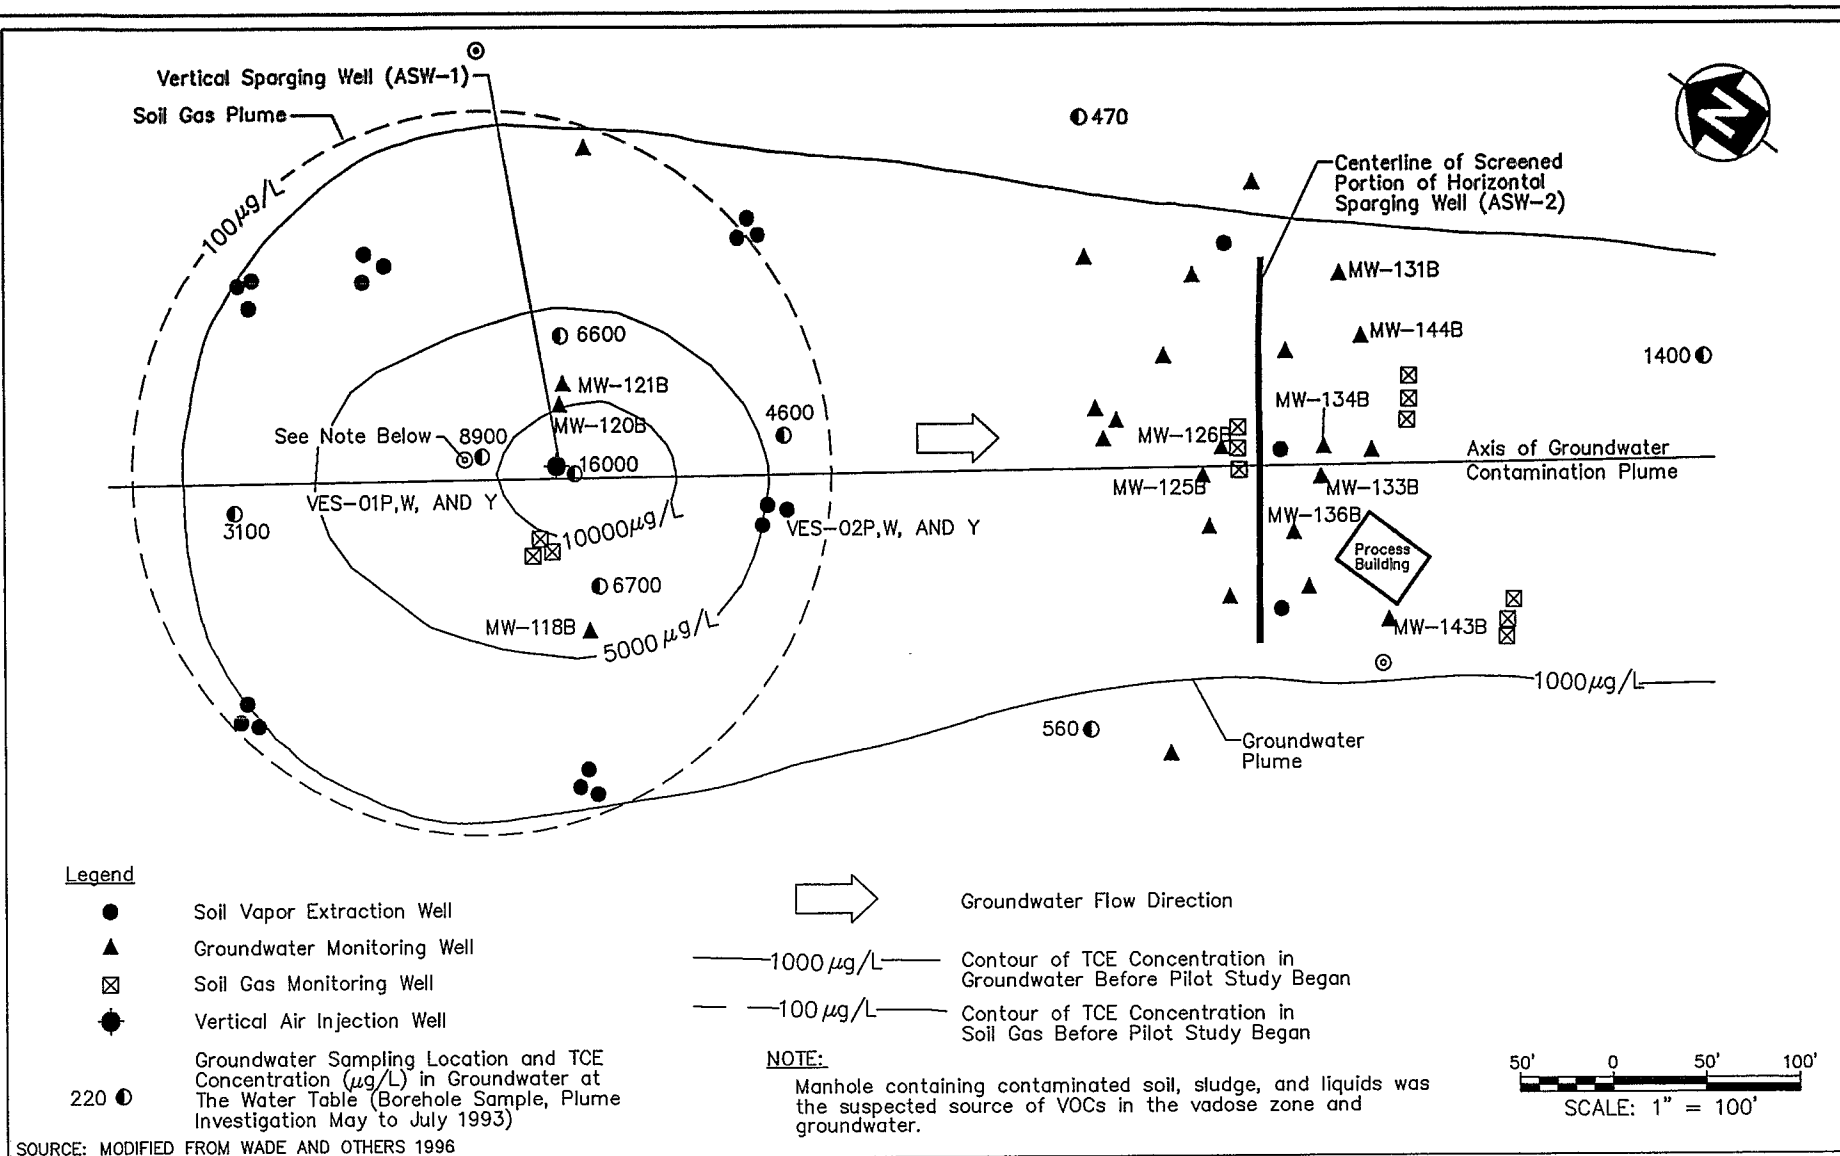 Vertical Sparging Well (ASW-1)
Soil Gas Plume
100µg/L
470
N
Centerline of Screened
Portion of Horizontal
Sparging Well (ASW-2)
MW-131B
MW-144B
1400
6600
MW-121B
MW-120B
4600
MW-134B
See Note Below
8900
16000
MW-126B
Axis of Groundwater
Contamination Plume
MW-125B
MW-133B
VES-01P,W, AND Y
3100
10000µg/L
VES-02P,W, AND Y
MW-136B
Process
Building
6700
MW-118B
5000µg/L
MW-143B
1000µg/L
560
Groundwater
Plume
Legend
Soil Vapor Extraction Well
Groundwater Monitoring Well
Soil Gas Monitoring Well
Vertical Air Injection Well
220
Groundwater Sampling Location and TCE
Concentration (µg/L) in Groundwater at
The Water Table (Borehole Sample, Plume
Investigation May to July 1993)
Groundwater Flow Direction
1000µg/L
Contour of TCE Concentration in
Groundwater Before Pilot Study Began
100µg/L
Contour of TCE Concentration in
Soil Gas Before Pilot Study Began
NOTE:
Manhole containing contaminated soil, sludge, and liquids was
the suspected source of VOCs in the vadose zone and
groundwater.
50' 0 50' 100'
SCALE: 1" = 100'
SOURCE: MODIFIED FROM WADE AND OTHERS 1996